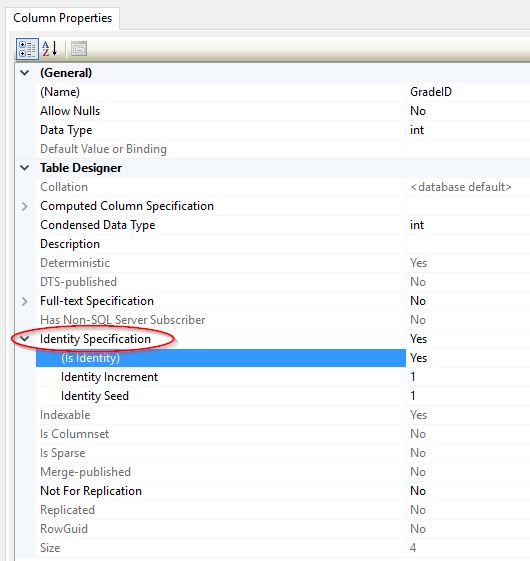 Column Properties
(General)
(Name) GradeID
Allow Nulls No
Data Type int
Default Value or Binding
Table Designer
Collation <database default>
Computed Column Specification
Condensed Data Type int
Description
Deterministic Yes
DTS-published No
Full-text Specification No
Has Non-SQL Server Subscriber No
Identity Specification Yes
(Is Identity) Yes
Identity Increment 1
Identity Seed 1
Indexable Yes
Is Columnset No
Is Sparse No
Merge-published No
Not For Replication No
Replicated No
RowGuid No
Size 4